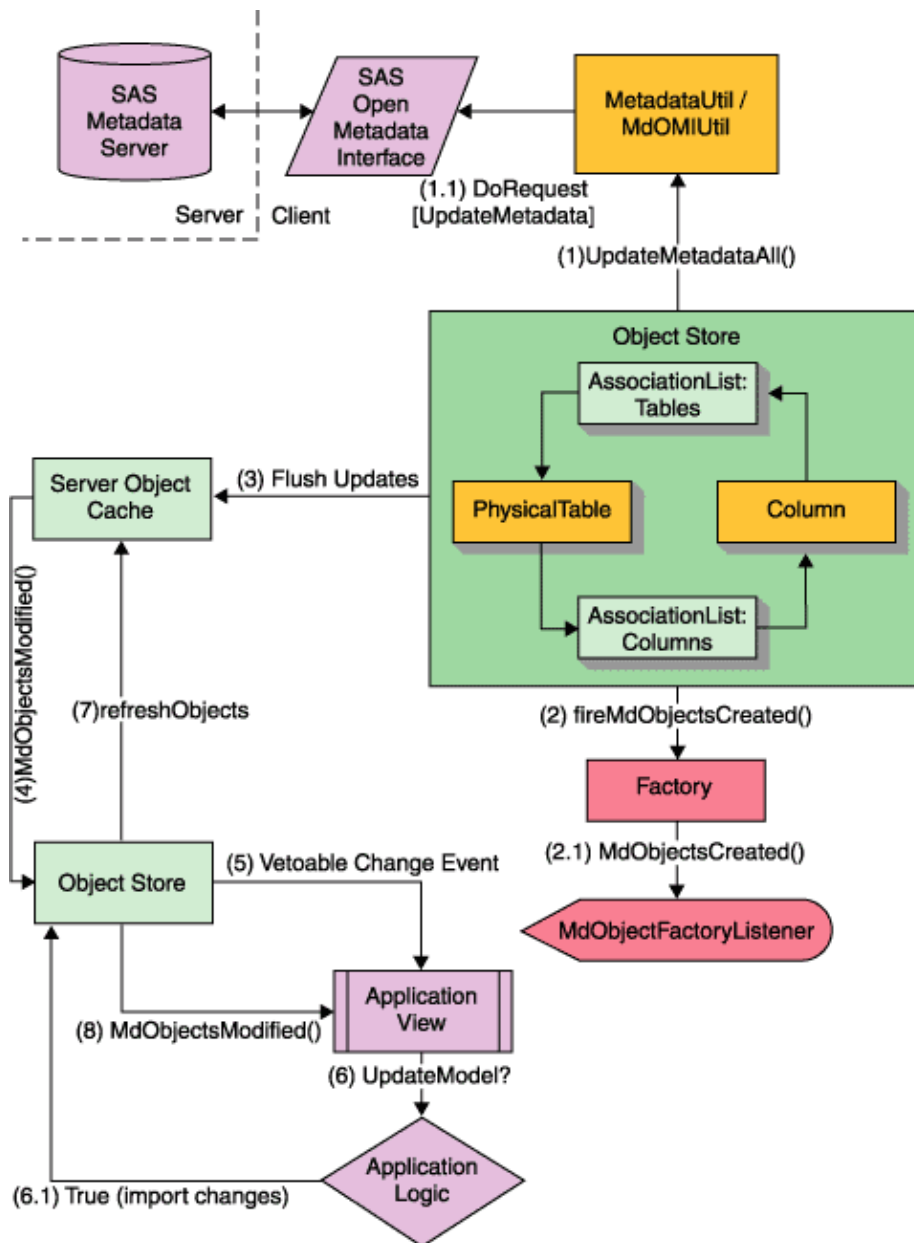 SAS
Metadata
Server
SAS
Open
Metadata
Interface
MetadataUtil /
MdOMIUtil
(1.1) DoRequest
[UpdateMetadata]
Server
Client
(1)UpdateMetadataAll()
Object Store
AssociationList:
Tables
PhysicalTable
Column
AssociationList:
Columns
(3) Flush Updates
Server Object
Cache
(4)MdObjectsModified()
(7)refreshObjects
(2) fireMdObjectsCreated()
Factory
(2.1) MdObjectsCreated()
MdObjectFactoryListener
Object Store
(5) Vetoable Change Event
Application
View
(8) MdObjectsModified()
(6) UpdateModel?
Application
Logic
(6.1) True (import changes)